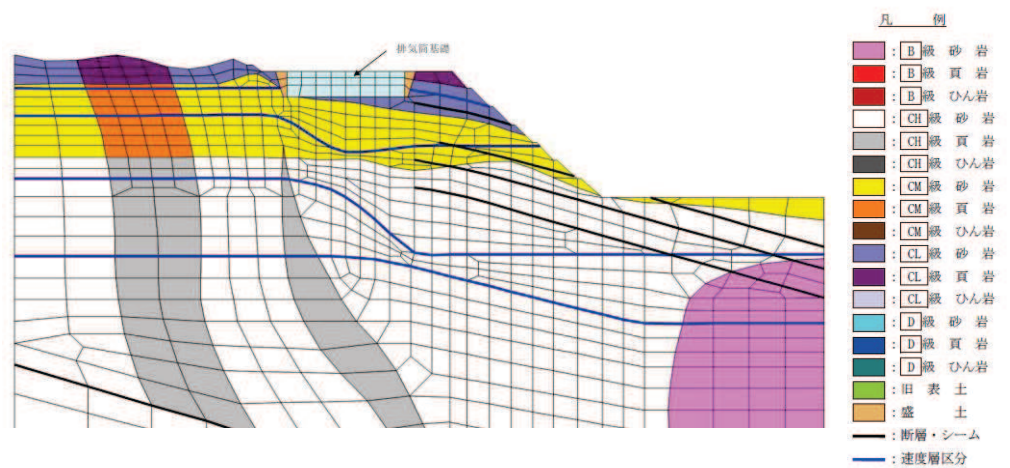 排気筒基礎
凡 例
: B級 砂 岩
: B級 頁 岩
: B級 ひん岩
: CH級 砂 岩
: CH級 頁 岩
: CH級 ひん岩
: CM級 砂 岩
: CM級 頁 岩
: CM級 ひん岩
: CL級 砂 岩
: CL級 頁 岩
: CL級 ひん岩
: D級 砂 岩
: D級 頁 岩
: D級 ひん岩
: 旧 表 土
: 盛 土
: 断層・シーム
: 速度層区分